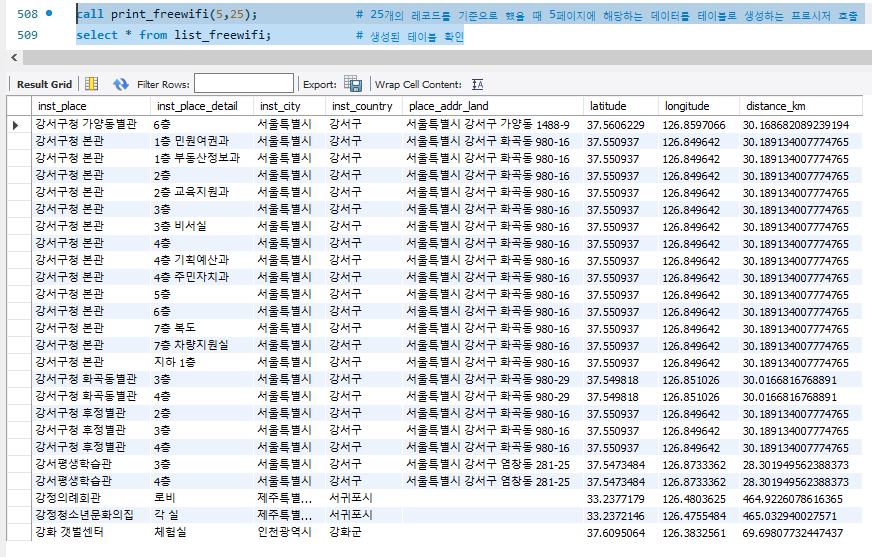 508 call print_freewifi(5,25); # 25개의 레코드를 기준으로 했을 때 5페이지에 해당하는 데이터를 테이블로 생성하는 프로시저 호출
509 select * from list_freewifi; # 생성된 테이블 확인
Result Grid Filter Rows: Export: Wrap Cell Content:
inst_place inst_place_detail inst_city inst_country place_addr_land latitude longitude distance_km
강서구청 가양동별관 6층 서울특별시 강서구 서울특별시 강서구 가양동 1488-9 37.5606229 126.8597066 30.168682089239194
강서구청 본관 1층 민원여권과 서울특별시 강서구 서울특별시 강서구 화곡동 980-16 37.550937 126.849642 30.189134007774765
강서구청 본관 1층 부동산정보과 서울특별시 강서구 서울특별시 강서구 화곡동 980-16 37.550937 126.849642 30.189134007774765
강서구청 본관 2층 서울특별시 강서구 서울특별시 강서구 화곡동 980-16 37.550937 126.849642 30.189134007774765
강서구청 본관 2층 교육지원과 서울특별시 강서구 서울특별시 강서구 화곡동 980-16 37.550937 126.849642 30.189134007774765
강서구청 본관 3층 서울특별시 강서구 서울특별시 강서구 화곡동 980-16 37.550937 126.849642 30.189134007774765
강서구청 본관 3층 비서실 서울특별시 강서구 서울특별시 강서구 화곡동 980-16 37.550937 126.849642 30.189134007774765
강서구청 본관 4층 서울특별시 강서구 서울특별시 강서구 화곡동 980-16 37.550937 126.849642 30.189134007774765
강서구청 본관 4층 기획예산과 서울특별시 강서구 서울특별시 강서구 화곡동 980-16 37.550937 126.849642 30.189134007774765
강서구청 본관 4층 주민자치과 서울특별시 강서구 서울특별시 강서구 화곡동 980-16 37.550937 126.849642 30.189134007774765
강서구청 본관 5층 서울특별시 강서구 서울특별시 강서구 화곡동 980-16 37.550937 126.849642 30.189134007774765
강서구청 본관 6층 서울특별시 강서구 서울특별시 강서구 화곡동 980-16 37.550937 126.849642 30.189134007774765
강서구청 본관 7층 복도 서울특별시 강서구 서울특별시 강서구 화곡동 980-16 37.550937 126.849642 30.189134007774765
강서구청 본관 7층 차량지원실 서울특별시 강서구 서울특별시 강서구 화곡동 980-16 37.550937 126.849642 30.189134007774765
강서구청 본관 지하 1층 서울특별시 강서구 서울특별시 강서구 화곡동 980-16 37.550937 126.849642 30.189134007774765
강서구청 화곡동별관 3층 서울특별시 강서구 서울특별시 강서구 화곡동 980-29 37.549818 126.851026 30.0166816768891
강서구청 화곡동별관 4층 서울특별시 강서구 서울특별시 강서구 화곡동 980-29 37.549818 126.851026 30.0166816768891
강서구청 후정별관 2층 서울특별시 강서구 서울특별시 강서구 화곡동 980-16 37.550937 126.849642 30.189134007774765
강서구청 후정별관 3층 서울특별시 강서구 서울특별시 강서구 화곡동 980-16 37.550937 126.849642 30.189134007774765
강서구청 후정별관 4층 서울특별시 강서구 서울특별시 강서구 화곡동 980-16 37.550937 126.849642 30.189134007774765
강서평생학습관 3층 서울특별시 강서구 서울특별시 강서구 염창동 281-25 37.5473484 126.8733362 28.301949562388373
강서평생학습관 4층 서울특별시 강서구 서울특별시 강서구 염창동 281-25 37.5473484 126.8733362 28.301949562388373
강정의례회관 로비 제주특별... 서귀포시 33.2377179 126.4803625 464.9226078616365
강정청소년문화의집 각 실 제주특별... 서귀포시 33.2372146 126.4755484 465.032940027571
강화 갯벌센터 체험실 인천광역시 강화군 37.6095064 126.3832561 69.69807732447437